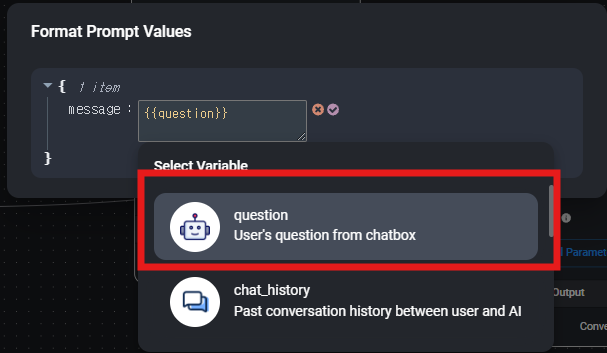 Format Prompt Values
{ 1 item
message : {{question}}
}
Select Variable
question
User's question from chatbox
chat_history
Past conversation history between user and AI
Paramet
Output
Conve